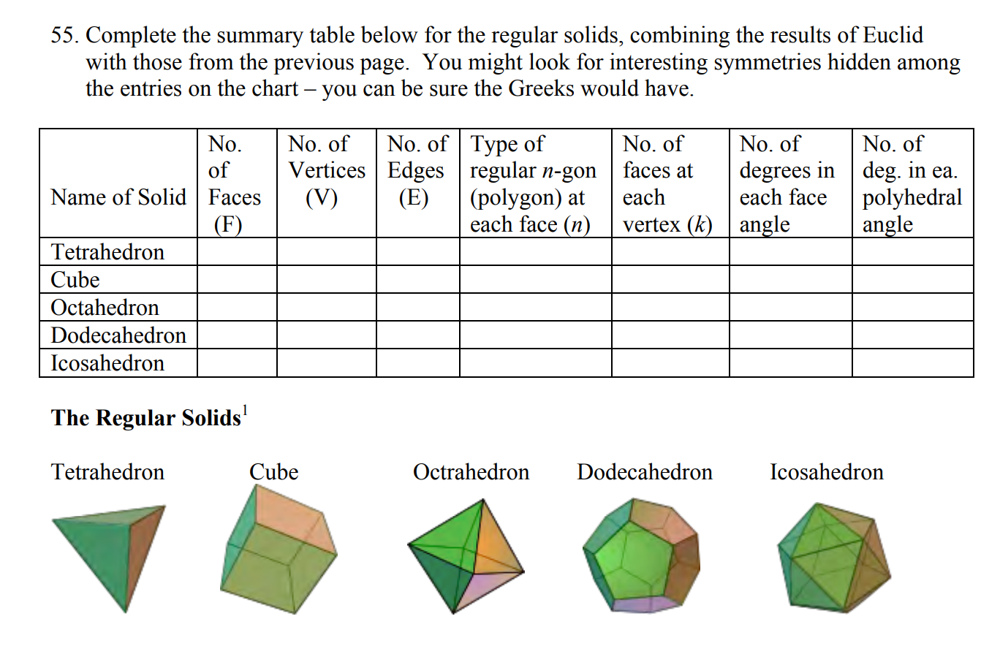 55. Complete the summary table below for the regular solids, combining the results of Euclid
with those from the previous page. You might look for interesting symmetries hidden among
the entries on the chart – you can be sure the Greeks would have.
Name of Solid
No.
of
Faces
(F)
No. of
Vertices
(V)
No. of
Edges
(E)
Type of
regular n-gon
(polygon) at
each face (n)
No. of
faces at
each
vertex (k)
No. of
degrees in
each face
angle
No. of
deg. in ea.
polyhedral
angle
Tetrahedron
Cube
Octahedron
Dodecahedron
Icosahedron
The Regular Solids¹
Tetrahedron Cube Octrahedron Dodecahedron Icosahedron